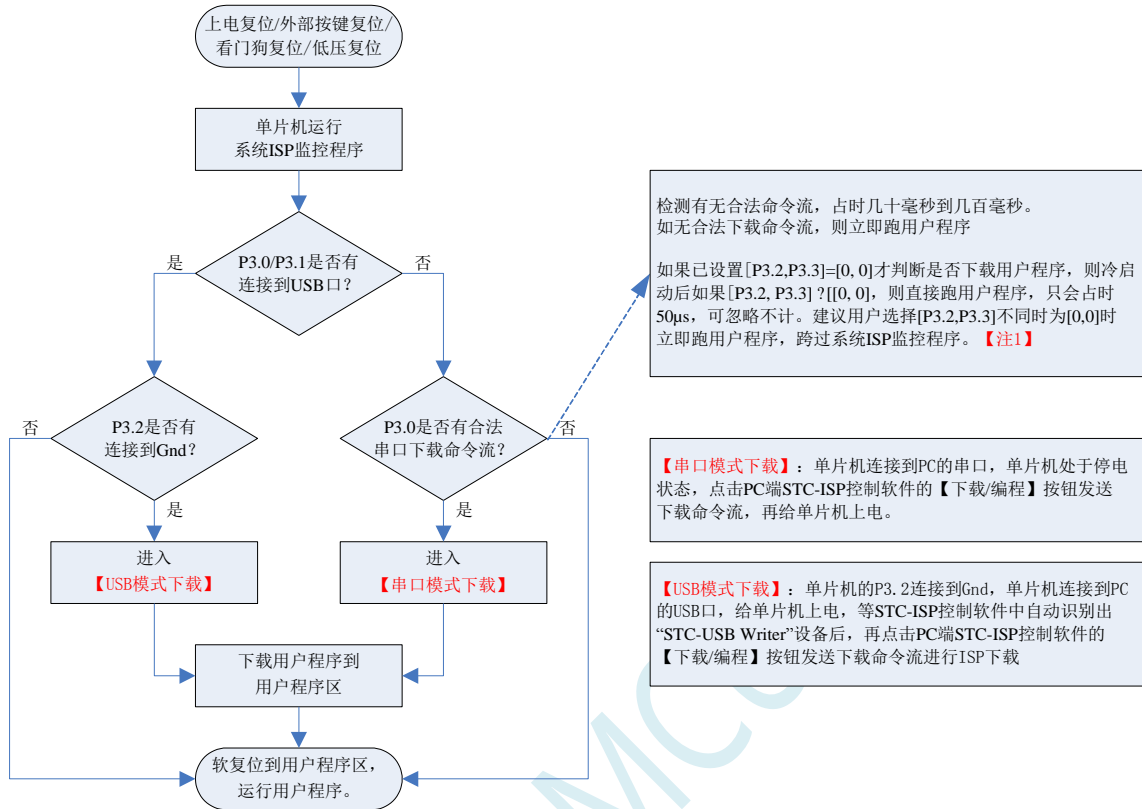 上电复位/外部按键复位/
看门狗复位/低压复位
单片机运行
系统ISP监控程序
P3.0/P3.1是否有
连接到USB口？
是
否
P3.2是否有
连接到Gnd？
否
是
P3.0是否有合法
串口下载命令流？
否
是
进入
【USB模式下载】
进入
【串口模式下载】
下载用户程序到
用户程序区
软复位到用户程序区，
运行用户程序。
检测有无合法命令流，占时几十毫秒到几百毫秒。
如无合法下载命令流，则立即跑用户程序
如果已设置[P3.2,P3.3]=[0, 0]才判断是否下载用户程序，则冷启
动后如果[P3.2, P3.3] ?[[0, 0]，则直接跑用户程序，只会占时
50μs，可忽略不计。建议用户选择[P3.2,P3.3]不同时为[0,0]时
立即跑用户程序，跨过系统ISP监控程序。【注1】
【串口模式下载】：单片机连接到PC的串口，单片机处于停电
状态，点击PC端STC-ISP控制软件的【下载/编程】按钮发送
下载命令流，再给单片机上电。
【USB模式下载】：单片机的P3.2连接到Gnd，单片机连接到PC
的USB口，给单片机上电，等STC-ISP控制软件中自动识别出
“STC-USB Writer”设备后，再点击PC端STC-ISP控制软件的
【下载/编程】按钮发送下载命令流进行ISP下载
MCU